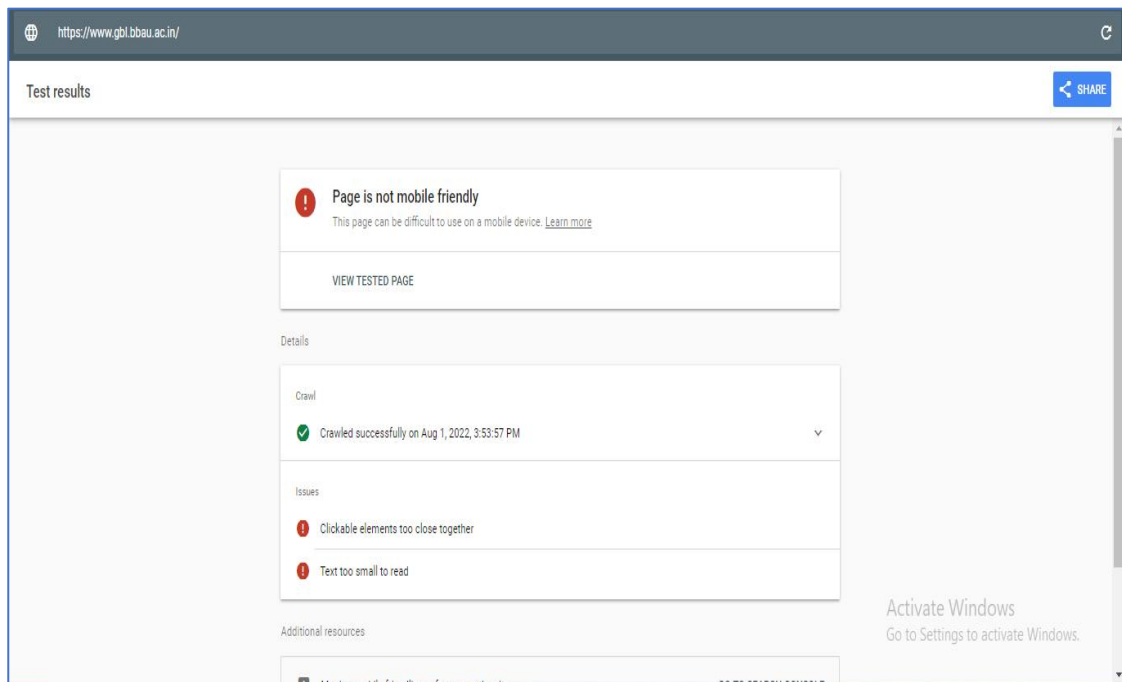 https://www.gbl.bbau.ac.in/
Test results
SHARE
Page is not mobile friendly
This page can be difficult to use on a mobile device. Learn more
VIEW TESTED PAGE
Details
Crawl
Crawled successfully on Aug 1, 2022, 3:53:57 PM
Issues
Clickable elements too close together
Text too small to read
Activate Windows
Go to Settings to activate Windows.
Additional resources